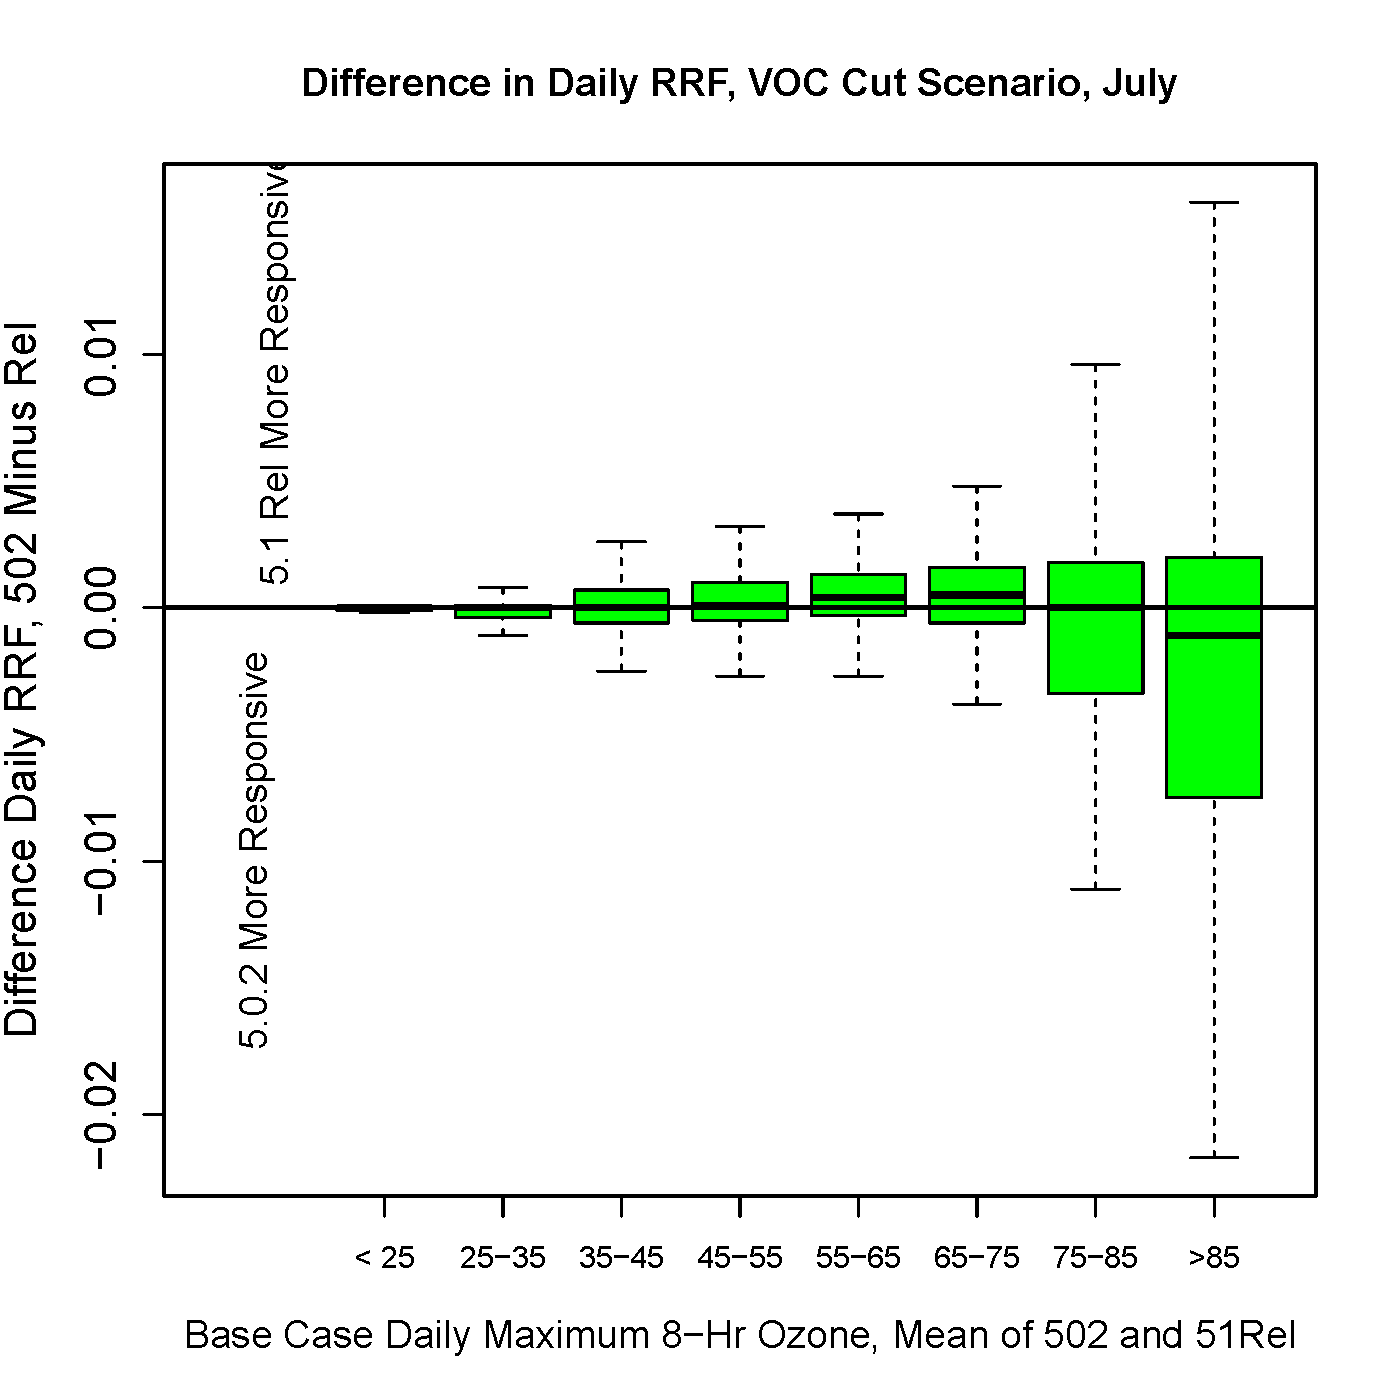 Difference in Daily RRF, VOC Cut Scenario, July
Difference Daily RRF, 502 Minus Rel
0.01
0.00
−0.01
−0.02
5.1 Rel More Responsive
5.0.2 More Responsive
< 25
25−35
35−45
45−55
55−65
65−75
75−85
>85
Base Case Daily Maximum 8−Hr Ozone, Mean of 502 and 51Rel